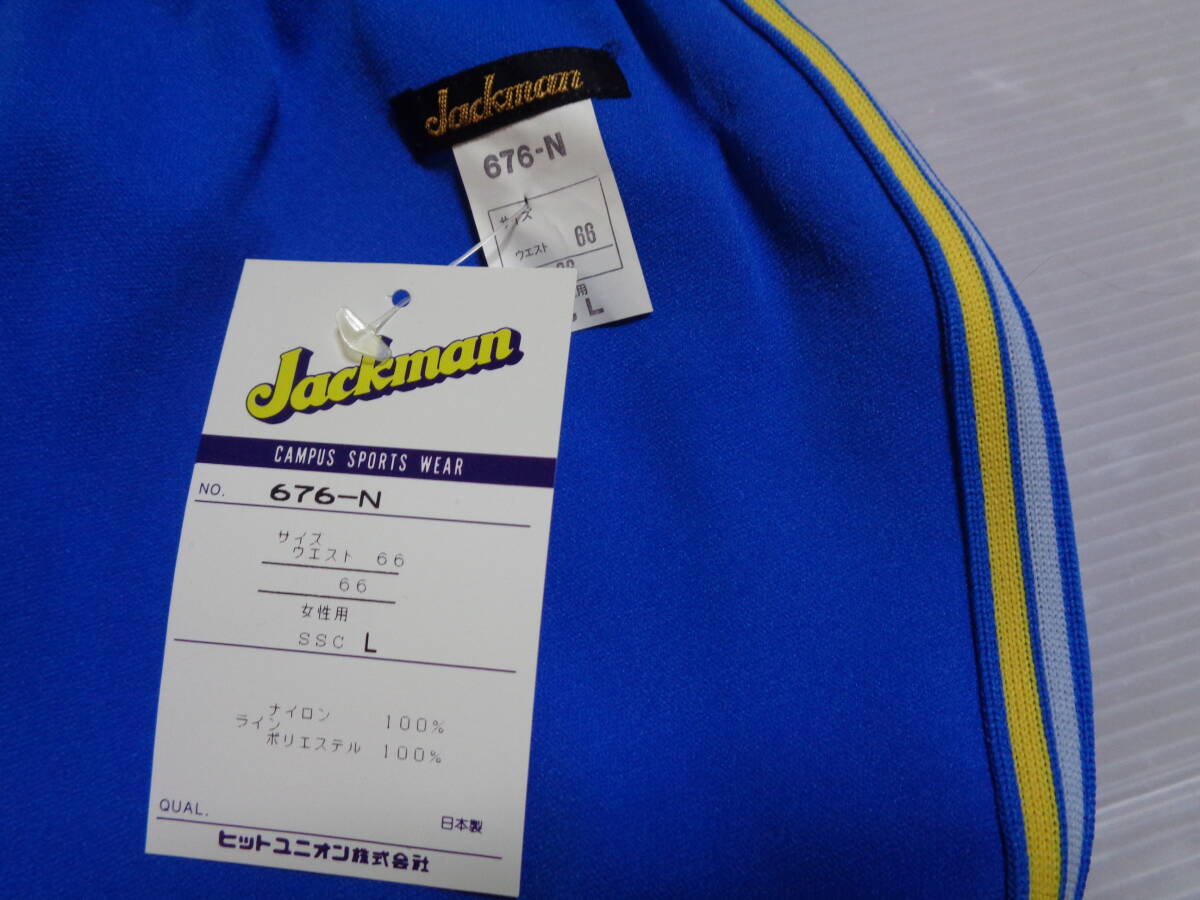 Jackman
676-N
サイズ
ウエスト 66
用
L
Jackman
CAMPUS SPORTS WEAR
NO. 676-N
サイズ
ウエスト 66
66
女性用
SSC L
ナイロン 100%
ライン
ポリエステル 100%
QUAL.
日本製
ヒットユニオン株式会社